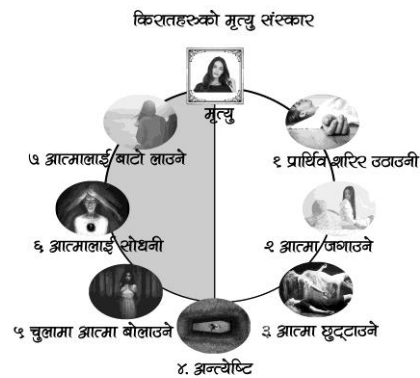 किरातहरुको मृत्यु संस्कार
मृत्यु
१ प्रार्थिव शरिर उठाउनी
२ आत्मा जगाउने
३ आत्मा छुट्टाउने
४. अन्त्येष्टि
५ चुलामा आत्मा बोलाउने
६ आत्मालाई सोधनी
७ आत्मालाई बाटो लाउने